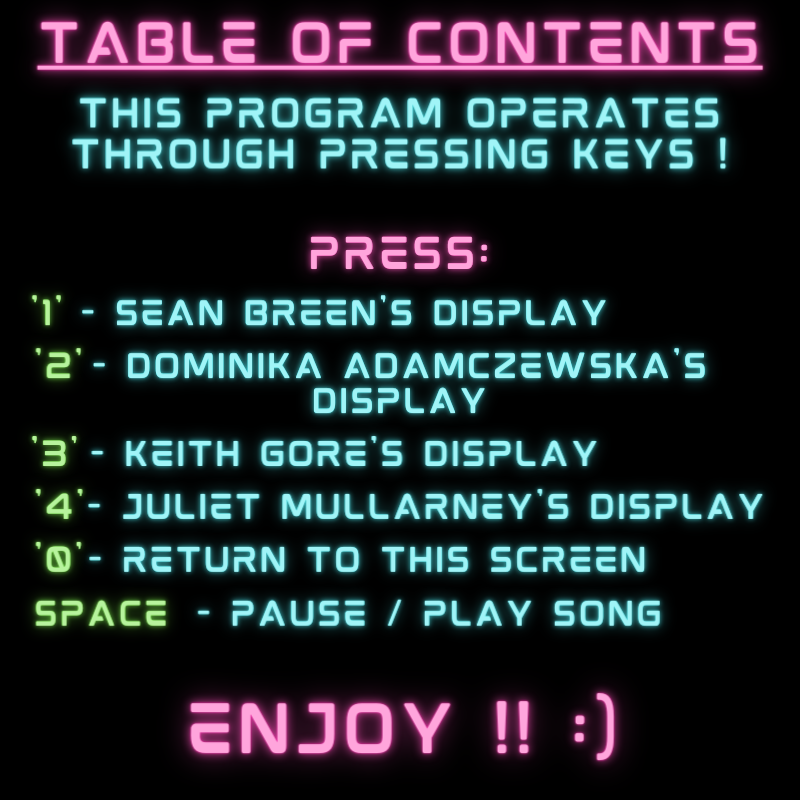 TABLE OF CONTENTS
THIS PROGRAM OPERATES
THROUGH PRESSING KEYS !
PRESS:
'1' - SEAN BREEN'S DISPLAY
'2' - DOMINIKA ADAMCZEWSKA'S
DISPLAY
'3' - KEITH GORE'S DISPLAY
'4' - JULIET MULLARNEY'S DISPLAY
'0' - RETURN TO THIS SCREEN
SPACE - PAUSE / PLAY SONG
ENJOY !! :)